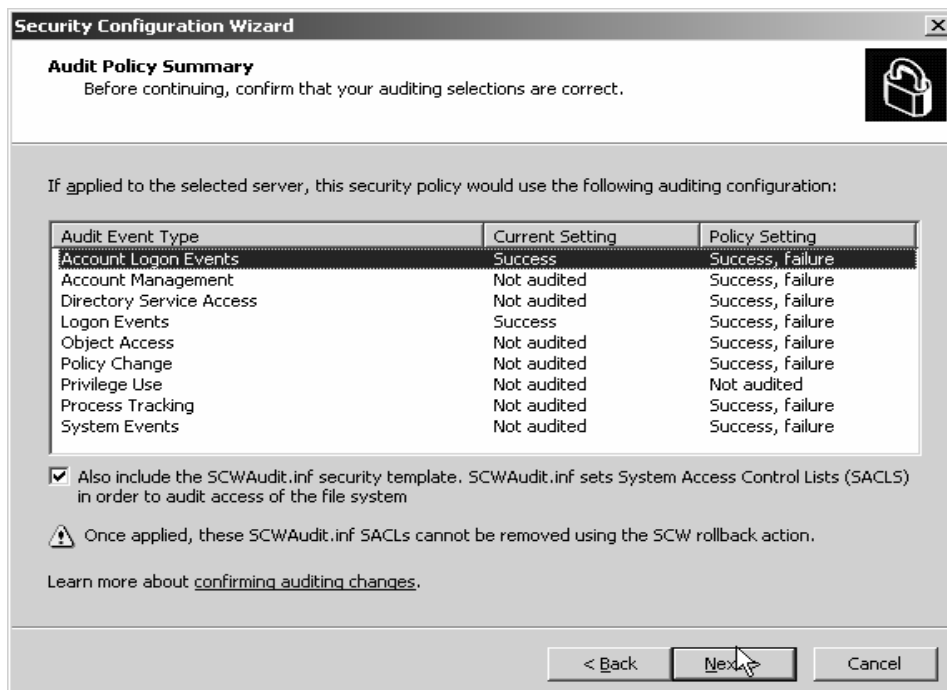 Security Configuration Wizard
Audit Policy Summary
Before continuing, confirm that your auditing selections are correct.
If applied to the selected server, this security policy would use the following auditing configuration:
Audit Event Type Current Setting Policy Setting
Account Logon Events Success Success, failure
Account Management Not audited Success, failure
Directory Service Access Not audited Success, failure
Logon Events Success Success, failure
Object Access Not audited Success, failure
Policy Change Not audited Success, failure
Privilege Use Not audited Not audited
Process Tracking Not audited Success, failure
System Events Not audited Success, failure
Also include the SCWAudit.inf security template. SCWAudit.inf sets System Access Control Lists (SACLS)
in order to audit access of the file system
Once applied, these SCWAudit.inf SACLs cannot be removed using the SCW rollback action.
Learn more about confirming auditing changes.
< Back Next > Cancel